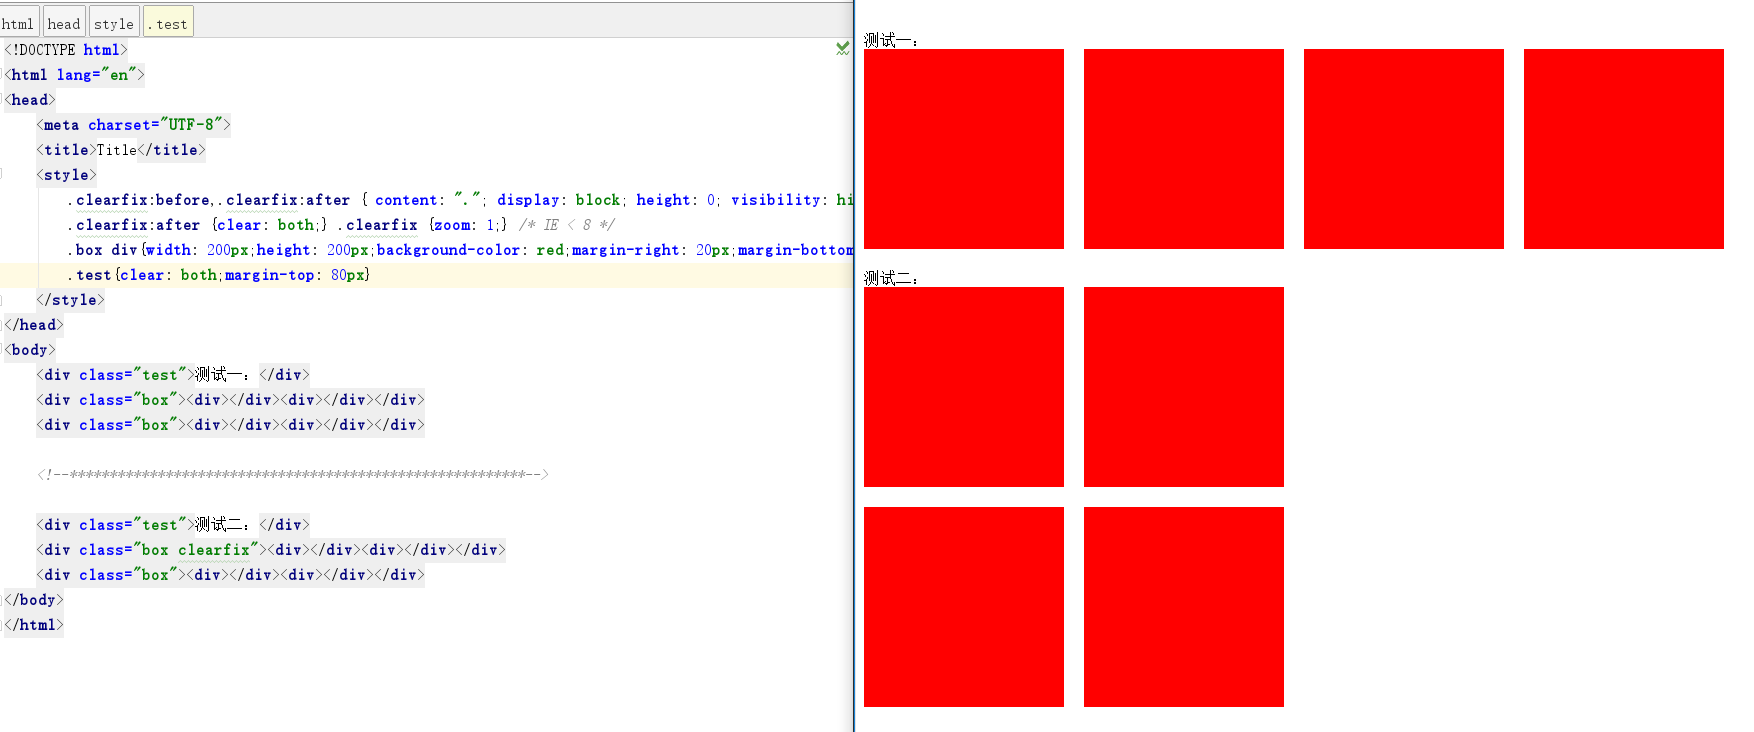 html head style .test
<!DOCTYPE html>
<html lang="en">
<head>
<meta charset="UTF-8">
<title>Title</title>
<style>
.clearfix:before,.clearfix:after { content: "."; display: block; height: 0; visibility: hi
.clearfix:after {clear: both;} .clearfix {zoom: 1;} /* IE < 8 */
.box div{width: 200px;height: 200px;background-color: red;margin-right: 20px;margin-bottom
.test{clear: both;margin-top: 80px}
</style>
</head>
<body>
<div class="test">测试一：</div>
<div class="box"><div></div><div></div></div>
<div class="box"><div></div><div></div></div>
<!--*********************************************************-->
<div class="test">测试二：</div>
<div class="box clearfix"><div></div><div></div></div>
<div class="box"><div></div><div></div></div>
</body>
</html>
测试一：
测试二：